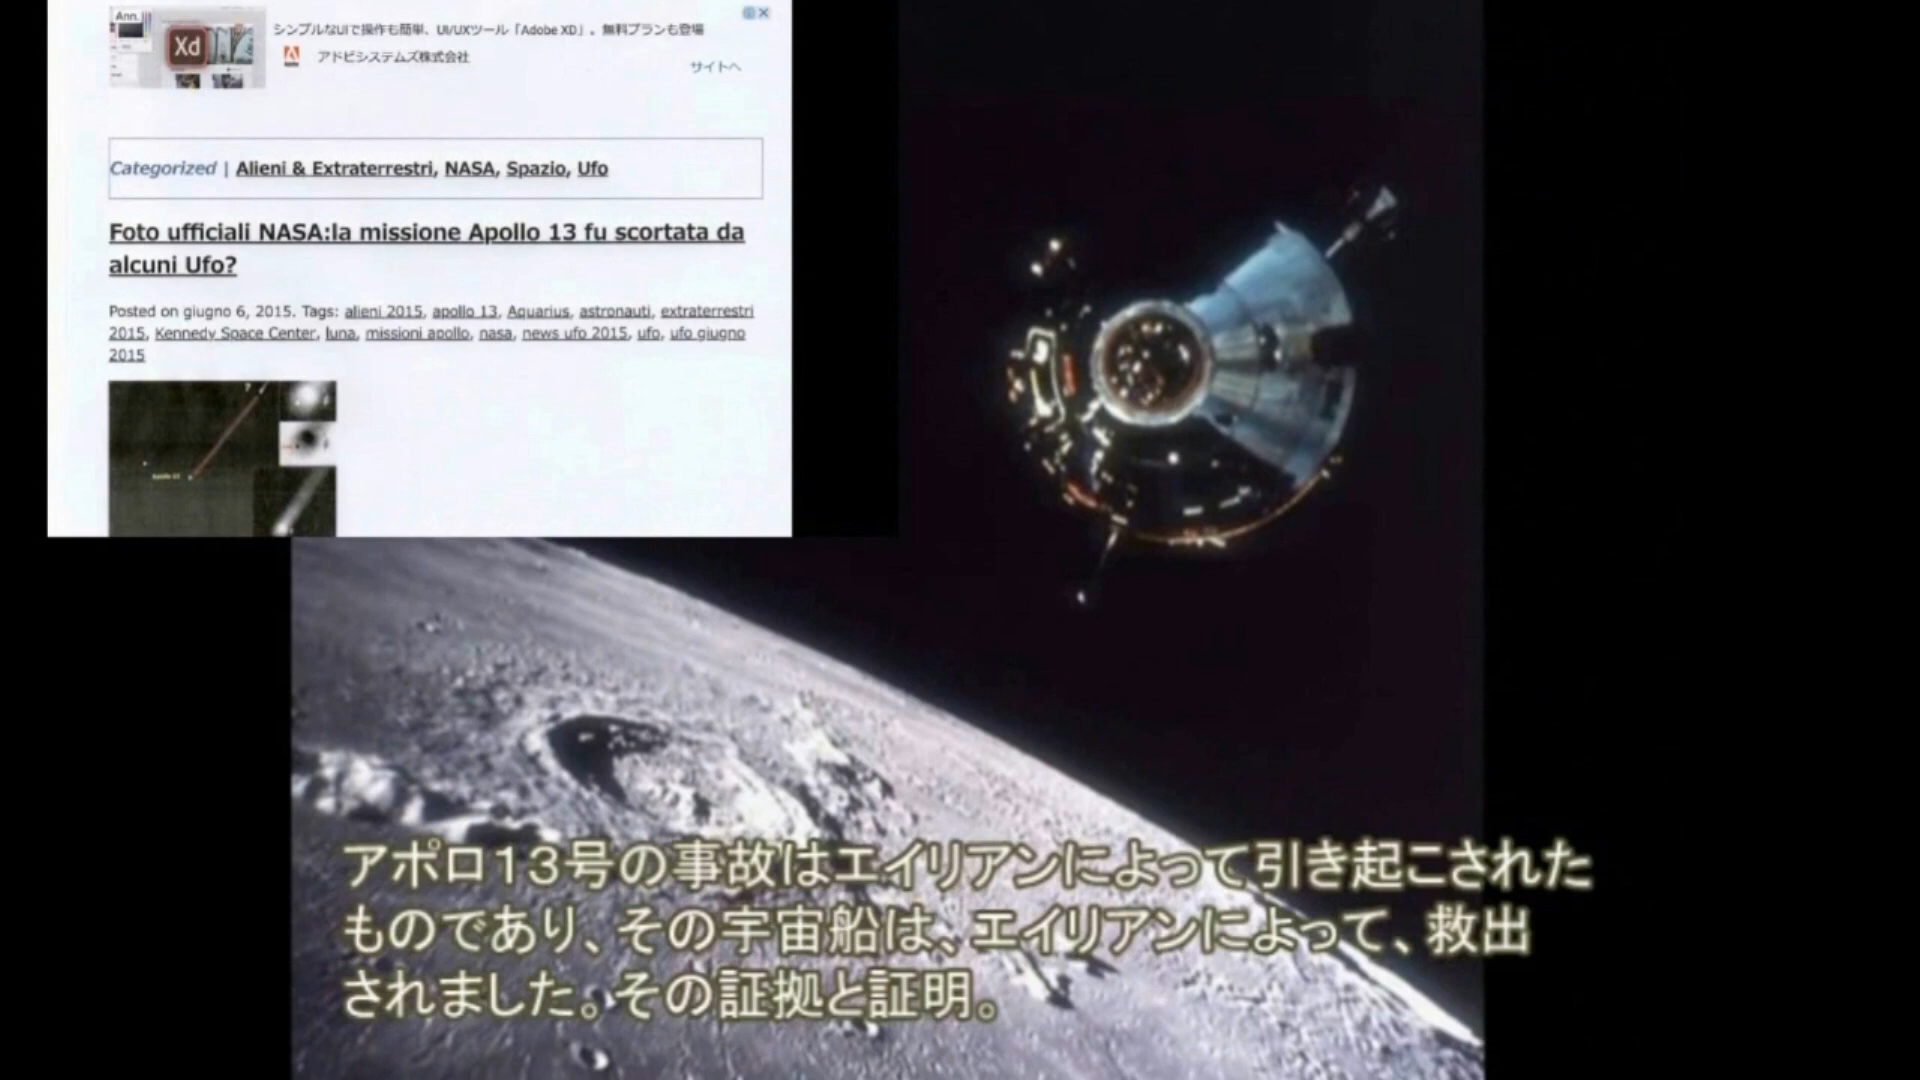 Ann.
Xd
シンプルなUIで操作も簡単、UI/UXツール「Adobe XD」。無料プランも登場
アドビシステムズ株式会社
サイトへ
Categorized | Alieni & Extraterrestri, NASA, Spazio, Ufo
Foto ufficiali NASA:la missione Apollo 13 fu scortata da
alcuni Ufo?
Posted on giugno 6, 2015. Tags: alieni 2015, apollo 13, Aquarius, astronauti, extraterrestri
2015, Kennedy Space Center, luna, missioni apollo, nasa, news ufo 2015, ufo, ufo giugno
2015
Apollo 13
アポロ１３号の事故はエイリアンによって引き起こされた
ものであり、その宇宙船は、エイリアンによって、救出
されました。その証拠と証明。